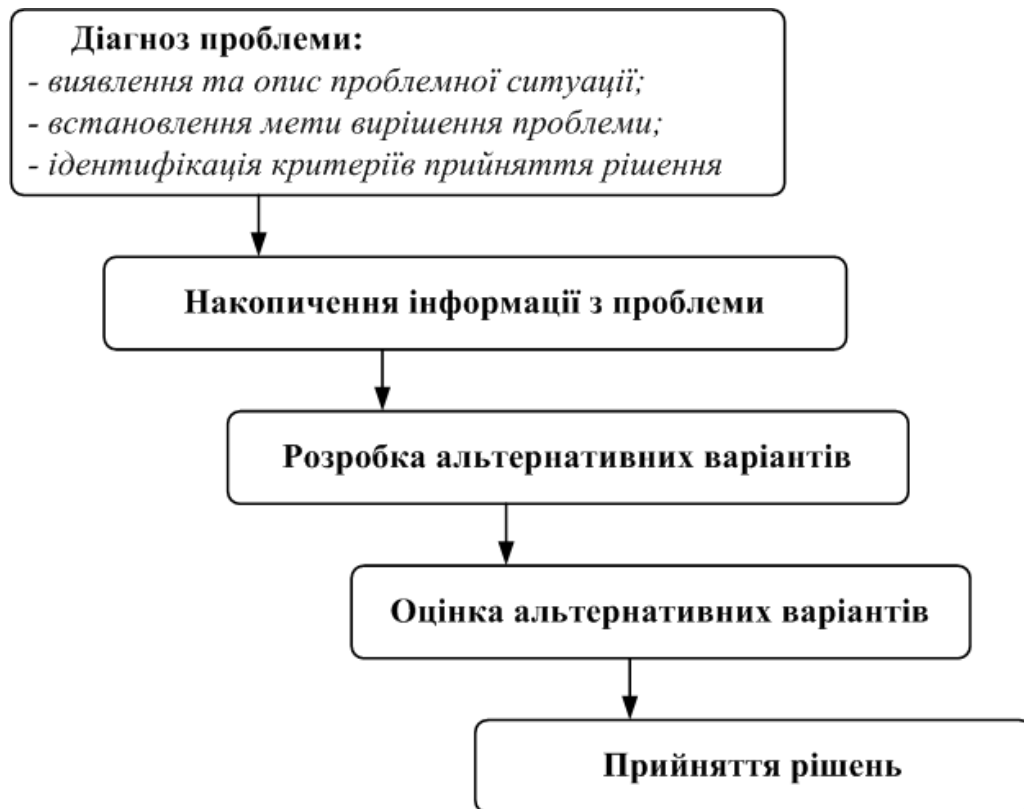 Діагноз проблеми:
- виявлення та опис проблемної ситуації;
- встановлення мети вирішення проблеми;
- ідентифікація критеріїв прийняття рішення
Накопичення інформації з проблеми
Розробка альтернативних варіантів
Оцінка альтернативних варіантів
Прийняття рішень